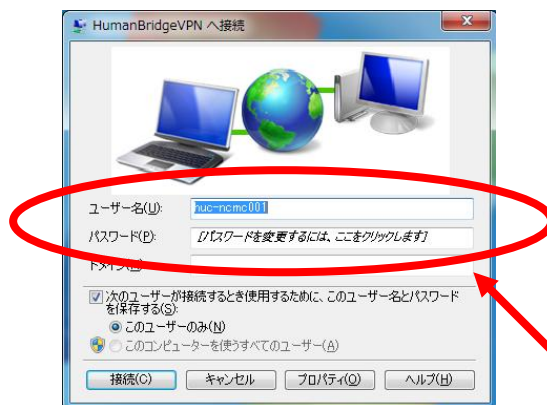 HumanBridgeVPN へ接続
ユーザー名(U):
huc-ncmc001
パスワード(P):
[パスワードを変更するには、ここをクリックします]
次のユーザーが接続するとき使用するために、このユーザー名とパスワード
を保存する(S):
このユーザーのみ(N)
このコンピューターを使うすべてのユーザー(A)
接続(C)
キャンセル
プロパティ(O)
ヘルプ(H)